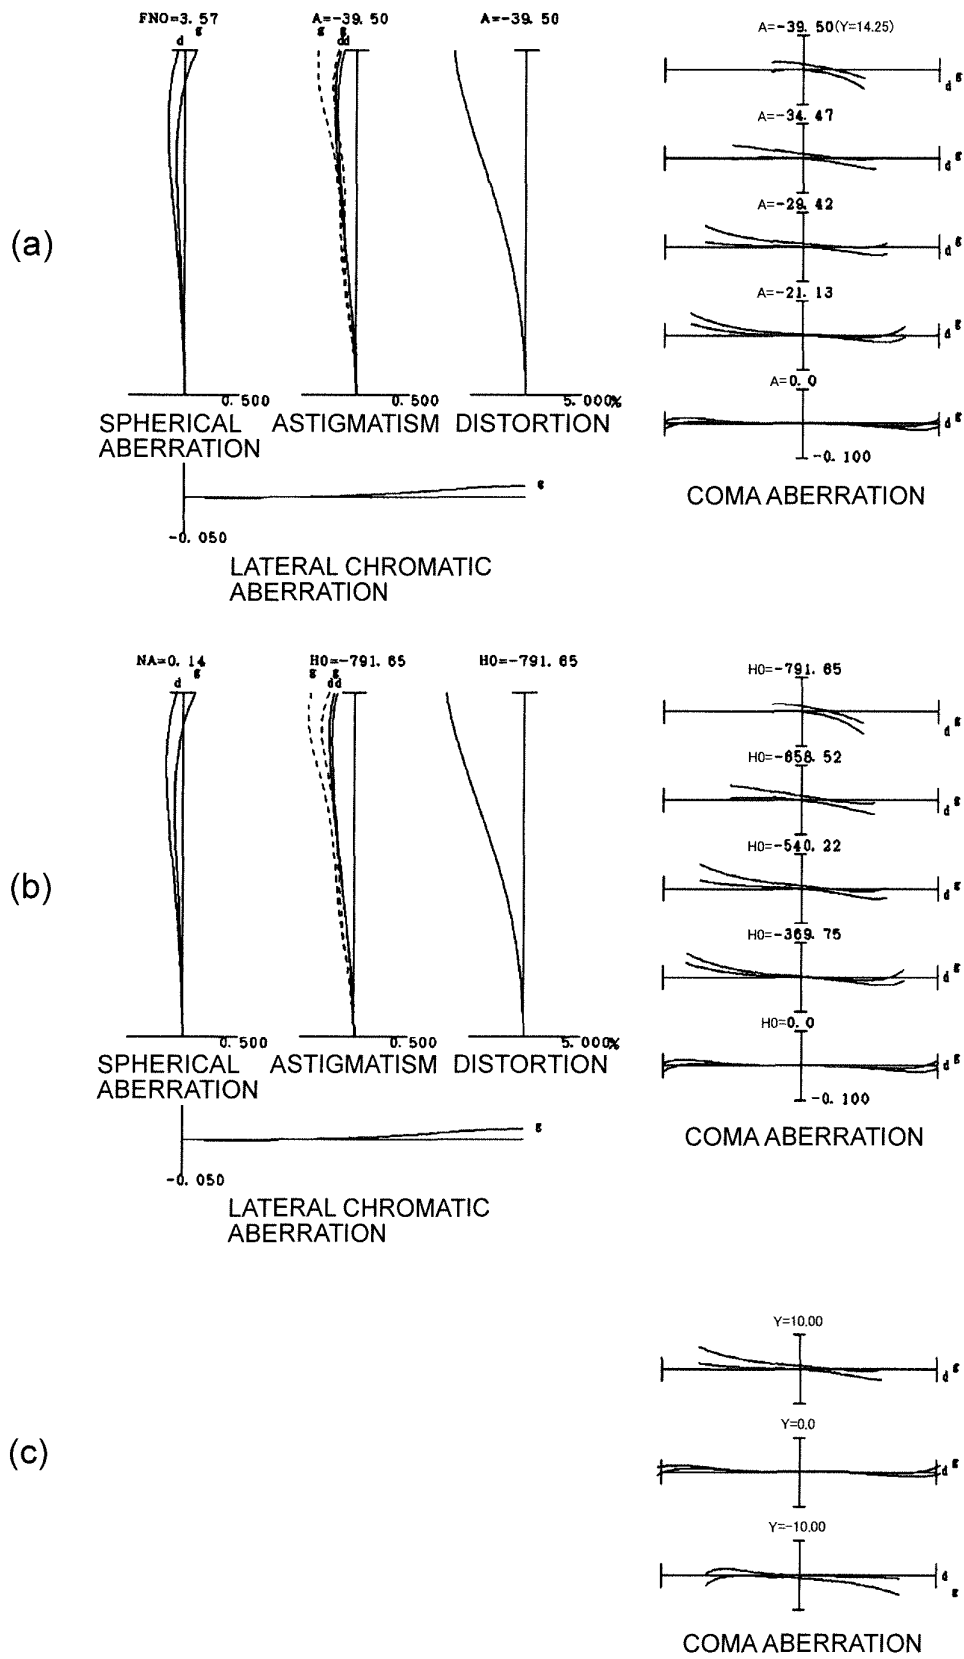 (a)
FNO=3.57
d g
0.500
SPHERICAL
ABERRATION
A=-39.50
g g
d d
0.500
ASTIGMATISM
A=-39.50
5.000%
DISTORTION
g
-0.050
LATERAL CHROMATIC
ABERRATION
A=-39.50(Y=14.25)
d g
A=-34.47
d g
A=-29.42
d g
A=-21.13
d g
A=0.0
d g
-0.100
COMA ABERRATION
(b)
NA=0.14
d g
0.500
SPHERICAL
ABERRATION
H0=-791.65
g g
d d
0.500
ASTIGMATISM
H0=-791.65
5.000%
DISTORTION
g
-0.050
LATERAL CHROMATIC
ABERRATION
H0=-791.65
d g
H0=-658.52
d g
H0=-540.22
d g
H0=-369.75
d g
H0=0.0
d g
-0.100
COMA ABERRATION
(c)
Y=10.00
d g
Y=0.0
d g
Y=-10.00
d
g
COMA ABERRATION